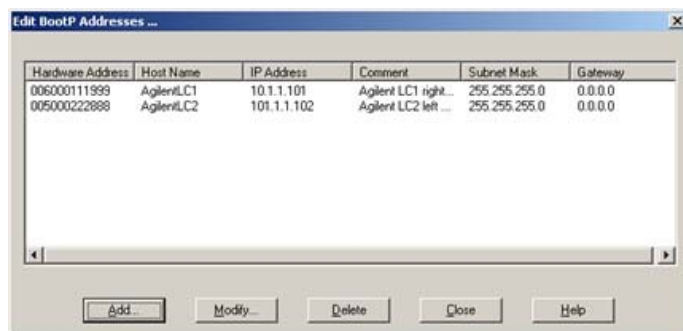 Edit BootP Addresses ...
Hardware Address Host Name IP Address Comment Subnet Mask Gateway
006000111999 AgilentLC1 10.1.1.101 Agilent LC1 right... 255.255.255.0 0.0.0.0
005000222888 AgilentLC2 101.1.1.102 Agilent LC2 left ... 255.255.255.0 0.0.0.0
Add... Modify... Delete Close Help